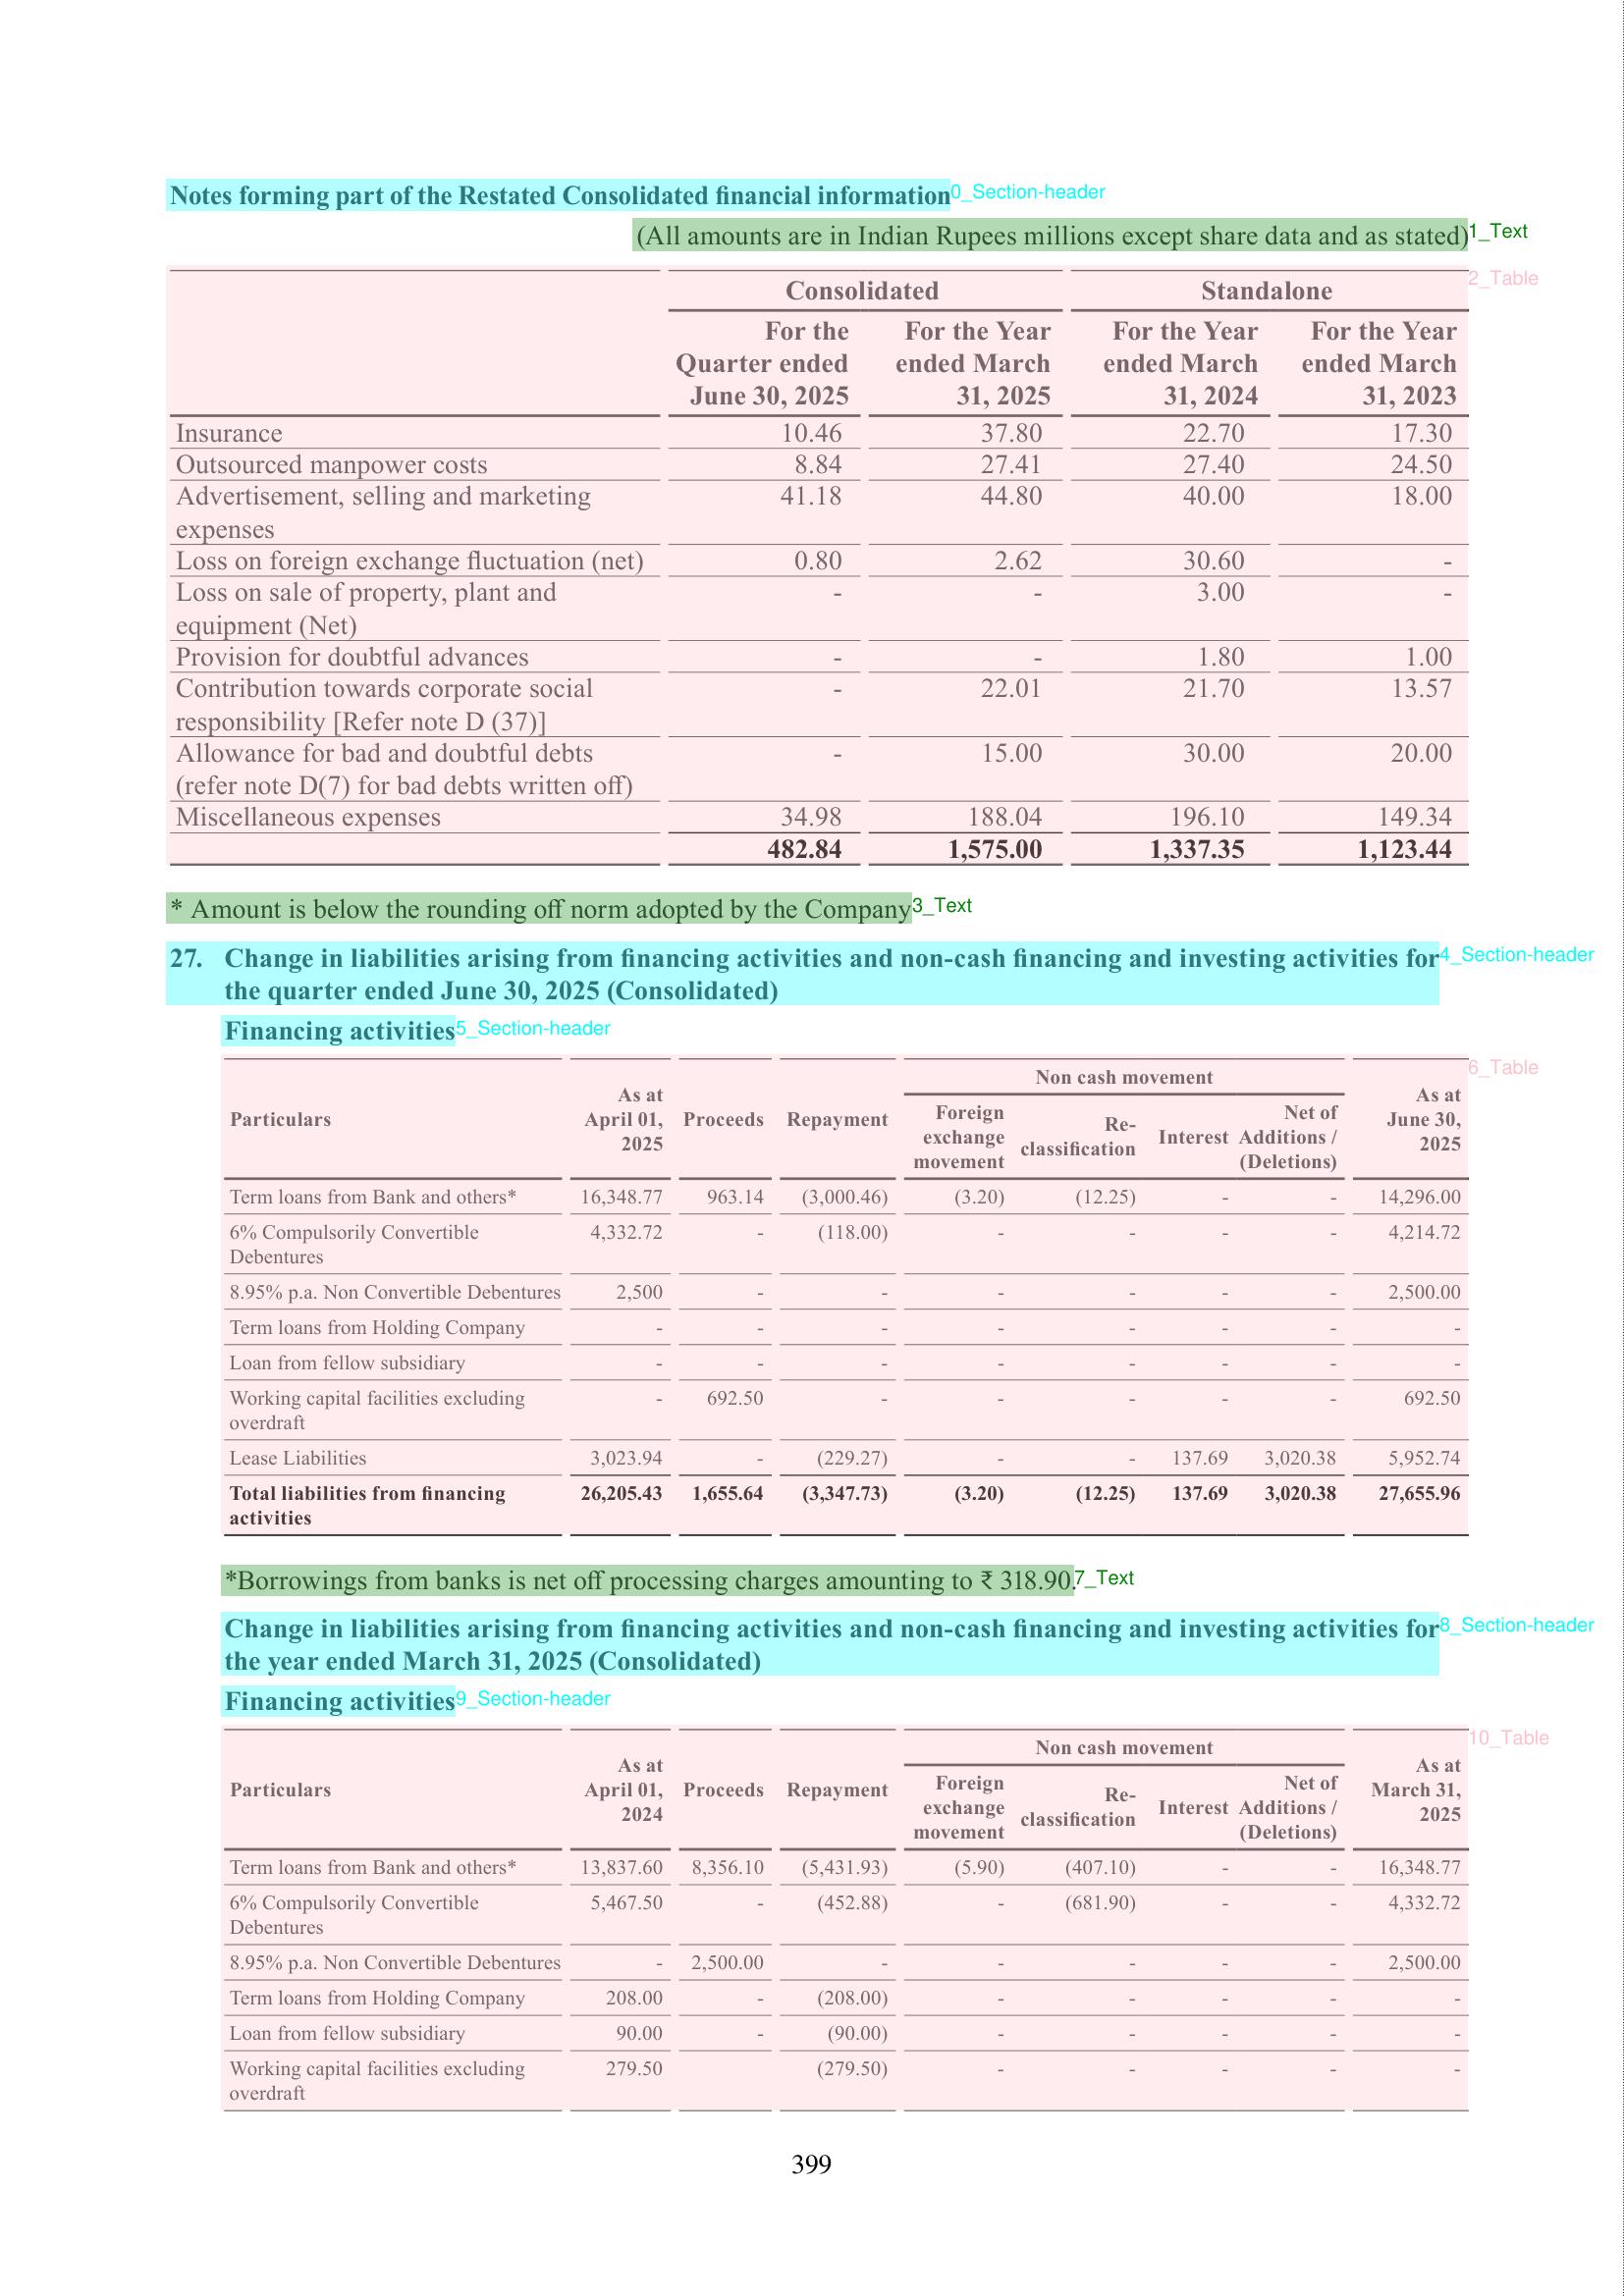 Notes forming part of the Restated Consolidated financial information 0_Section-header
(All amounts are in Indian Rupees millions except share data and as stated) 1_Text
2_Table
Consolidated Standalone
For the Quarter ended June 30, 2025 For the Year ended March 31, 2025 For the Year ended March 31, 2024 For the Year ended March 31, 2023
Insurance 10.46 37.80 22.70 17.30
Outsourced manpower costs 8.84 27.41 27.40 24.50
Advertisement, selling and marketing 41.18 44.80 40.00 18.00
expenses
Loss on foreign exchange fluctuation (net) 0.80 2.62 30.60 -
Loss on sale of property, plant and - - 3.00 -
equipment (Net)
Provision for doubtful advances - - 1.80 1.00
Contribution towards corporate social - 22.01 21.70 13.57
responsibility [Refer note D (37)]
Allowance for bad and doubtful debts - 15.00 30.00 20.00
(refer note D(7) for bad debts written off)
Miscellaneous expenses 34.98 188.04 196.10 149.34
482.84 1,575.00 1,337.35 1,123.44
* Amount is below the rounding off norm adopted by the Company 3_Text
27. Change in liabilities arising from financing activities and non-cash financing and investing activities for 4_Section-header
the quarter ended June 30, 2025 (Consolidated)
Financing activities 5_Section-header
6_Table
Particulars As at April 01, 2025 Proceeds Repayment Non cash movement Foreign exchange movement Re-classification Interest Net of Additions / (Deletions) As at June 30, 2025
Term loans from Bank and others* 16,348.77 963.14 (3,000.46) (3.20) (12.25) - - 14,296.00
6% Compulsorily Convertible 4,332.72 - (118.00) - - - - 4,214.72
Debentures
8.95% p.a. Non Convertible Debentures 2,500 - - - - - - 2,500.00
Term loans from Holding Company - - - - - - - -
Loan from fellow subsidiary - - - - - - - -
Working capital facilities excluding - 692.50 - - - - - 692.50
overdraft
Lease Liabilities 3,023.94 - (229.27) - - 137.69 3,020.38 5,952.74
Total liabilities from financing 26,205.43 1,655.64 (3,347.73) (3.20) (12.25) 137.69 3,020.38 27,655.96
activities
*Borrowings from banks is net off processing charges amounting to ₹ 318.90. 7_Text
Change in liabilities arising from financing activities and non-cash financing and investing activities for 8_Section-header
the year ended March 31, 2025 (Consolidated)
Financing activities 9_Section-header
10_Table
Particulars As at April 01, 2024 Proceeds Repayment Non cash movement Foreign exchange movement Re-classification Interest Net of Additions / (Deletions) As at March 31, 2025
Term loans from Bank and others* 13,837.60 8,356.10 (5,431.93) (5.90) (407.10) - - 16,348.77
6% Compulsorily Convertible 5,467.50 - (452.88) - (681.90) - - 4,332.72
Debentures
8.95% p.a. Non Convertible Debentures - 2,500.00 - - - - - 2,500.00
Term loans from Holding Company 208.00 - (208.00) - - - - -
Loan from fellow subsidiary 90.00 - (90.00) - - - - -
Working capital facilities excluding 279.50 (279.50) - - - - -
overdraft
399